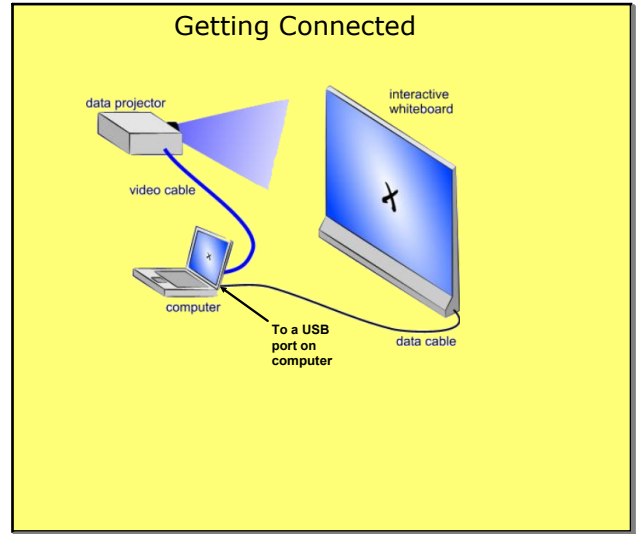 Getting Connected
data projector
interactive
whiteboard
video cable
computer
To a USB
port on
computer
data cable